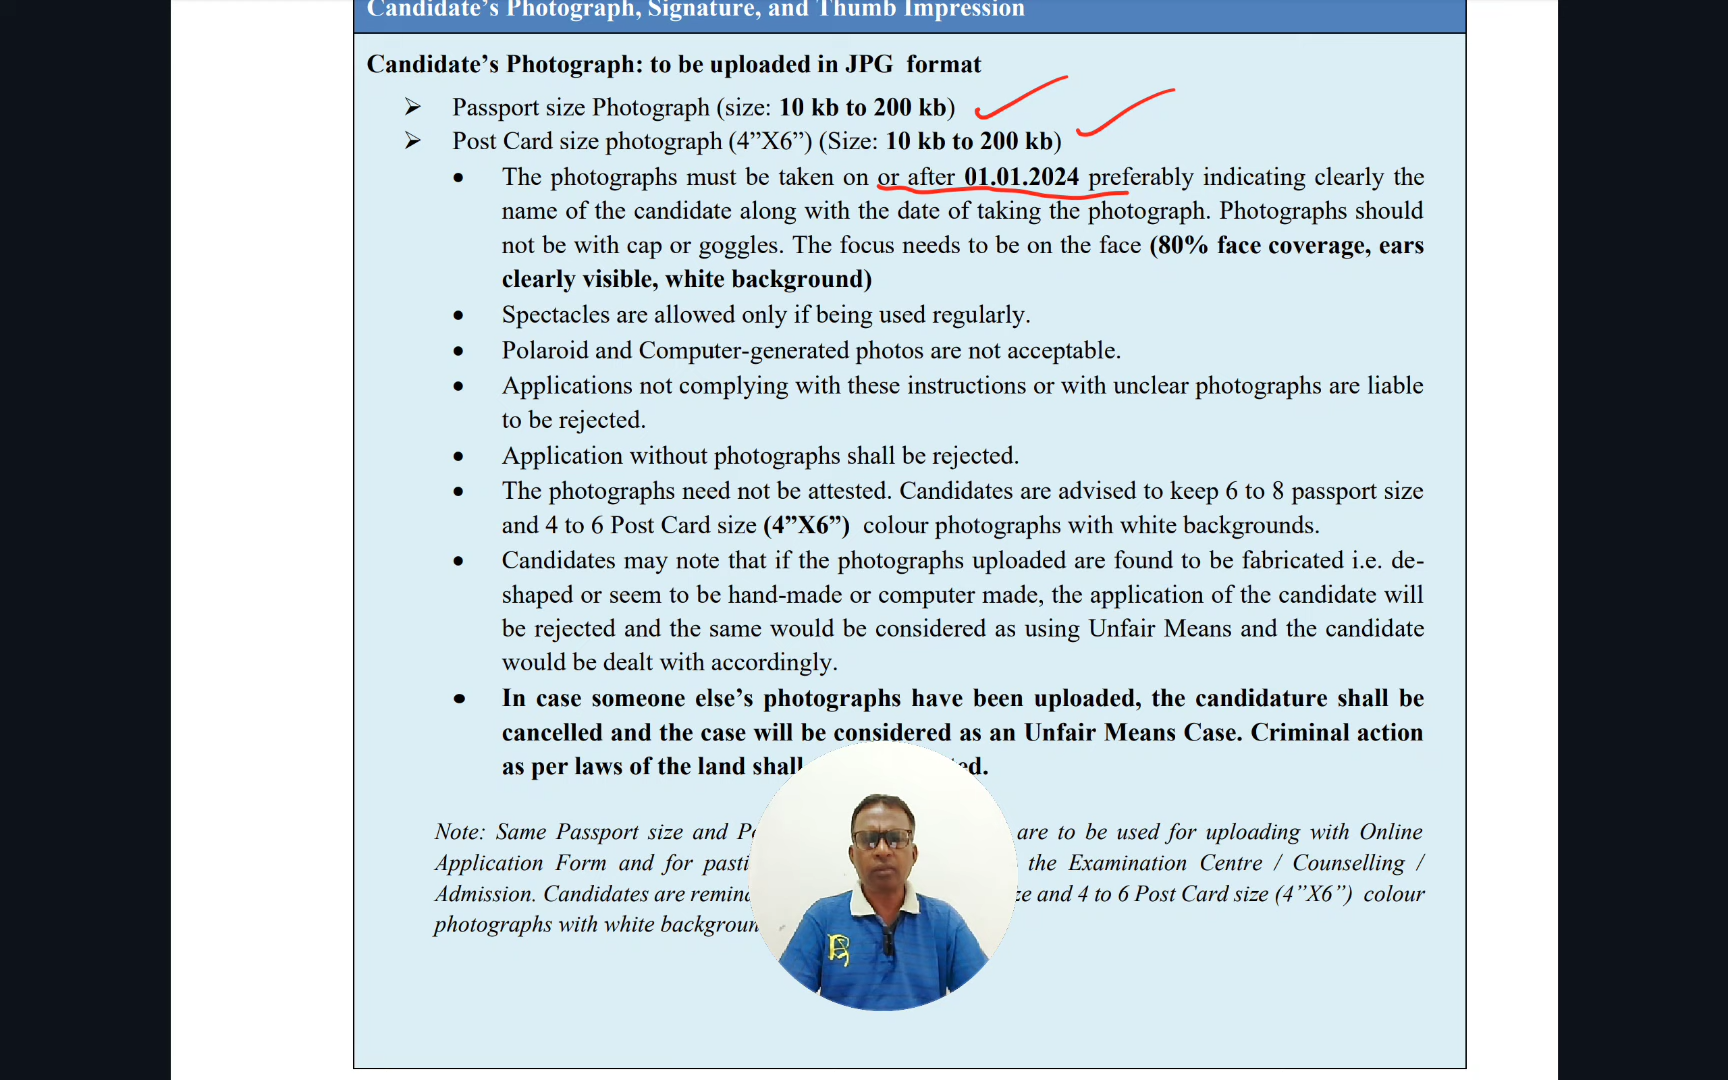 Candidate’s Photograph, Signature, and Thumb Impression
Candidate’s Photograph: to be uploaded in JPG format
➢ Passport size Photograph (size: 10 kb to 200 kb)
➢ Post Card size photograph (4”X6”) (Size: 10 kb to 200 kb)
• The photographs must be taken on or after 01.01.2024 preferably indicating clearly the
name of the candidate along with the date of taking the photograph. Photographs should
not be with cap or goggles. The focus needs to be on the face (80% face coverage, ears
clearly visible, white background)
• Spectacles are allowed only if being used regularly.
• Polaroid and Computer-generated photos are not acceptable.
• Applications not complying with these instructions or with unclear photographs are liable
to be rejected.
• Application without photographs shall be rejected.
• The photographs need not be attested. Candidates are advised to keep 6 to 8 passport size
and 4 to 6 Post Card size (4”X6”) colour photographs with white backgrounds.
• Candidates may note that if the photographs uploaded are found to be fabricated i.e. de-
shaped or seem to be hand-made or computer made, the application of the candidate will
be rejected and the same would be considered as using Unfair Means and the candidate
would be dealt with accordingly.
• In case someone else’s photographs have been uploaded, the candidature shall be
cancelled and the case will be considered as an Unfair Means Case. Criminal action
as per laws of the land shall ed.
Note: Same Passport size and are to be used for uploading with Online
Application Form and for the Examination Centre / Counselling /
Admission. Candidates are and 4 to 6 Post Card size (4”X6”) colour
photographs with white